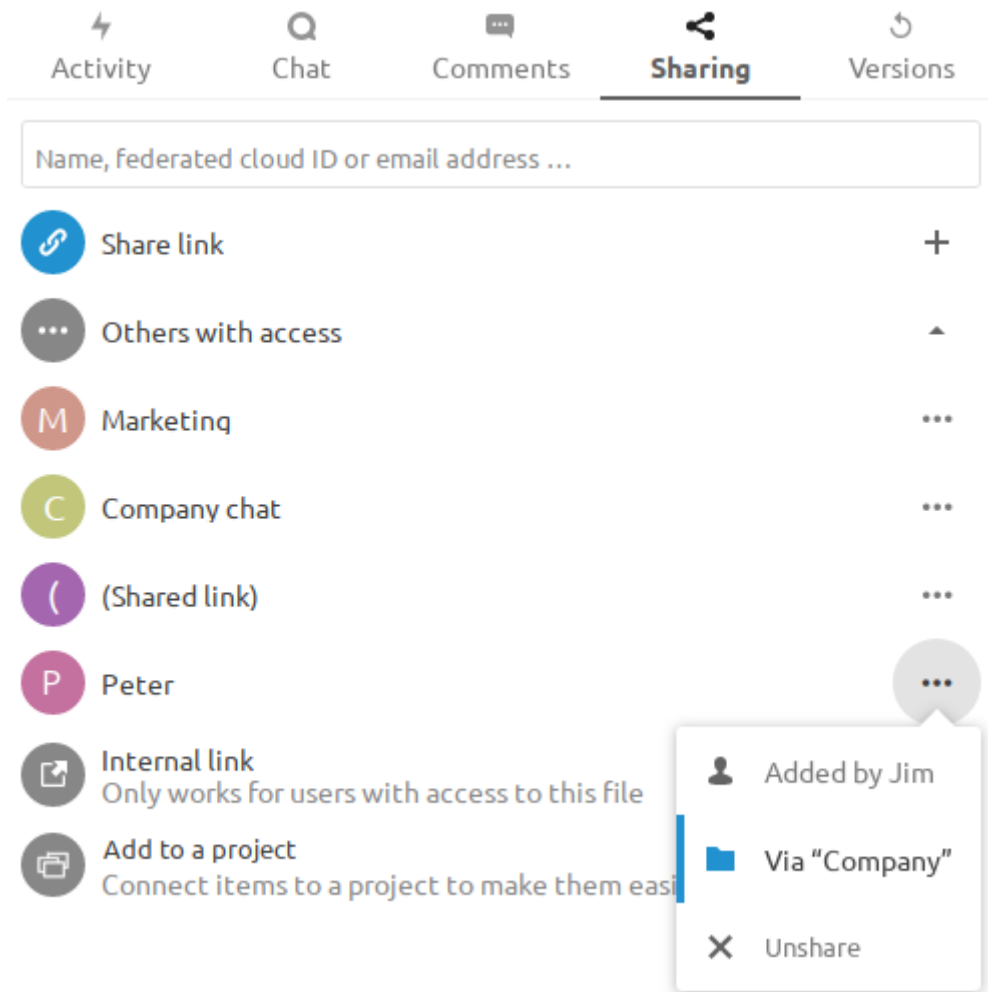 Activity
Chat
Comments
Sharing
Versions
Name, federated cloud ID or email address ...
Share link
Others with access
M
Marketing
C
Company chat
(
(Shared link)
P
Peter
Internal link
Only works for users with access to this file
Add to a project
Connect items to a project to make them easi
Added by Jim
Via “Company”
Unshare